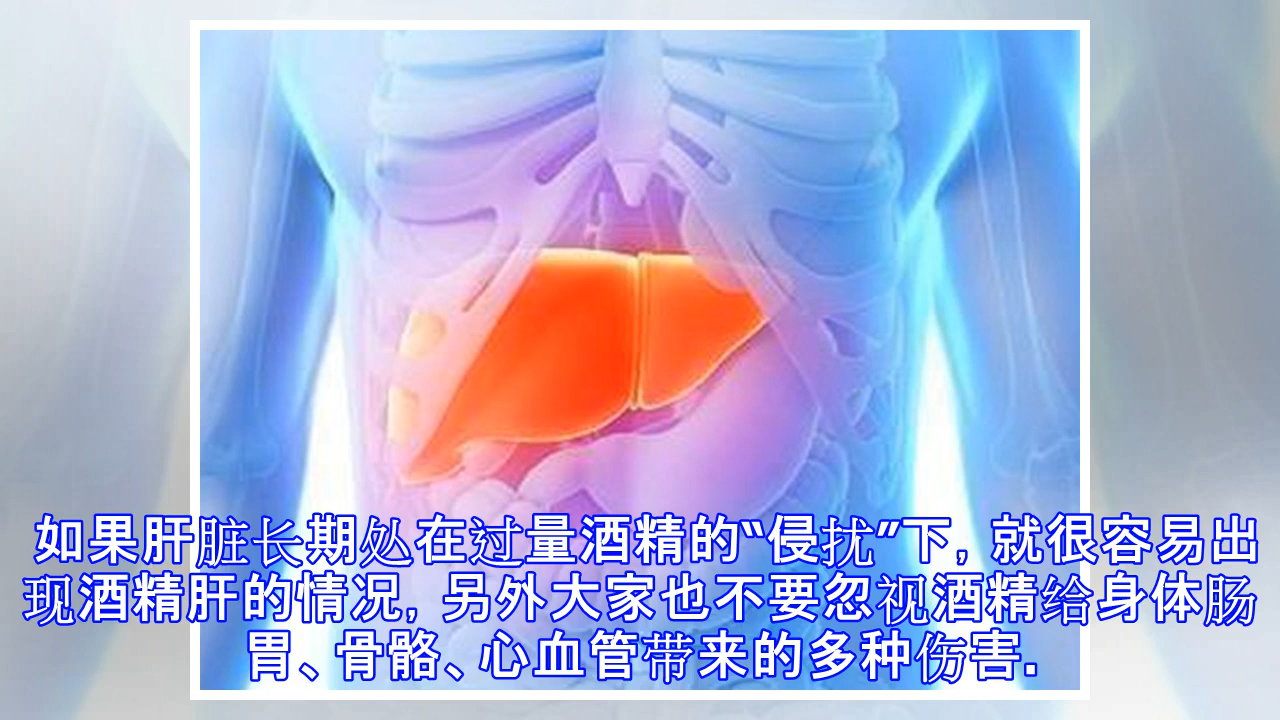 如果肝脏长期处在过量酒精的“侵扰”下, 就很容易出
现酒精肝的情况, 另外大家也不要忽视酒精给身体肠
胃、骨骼、心血管带来的多种伤害.